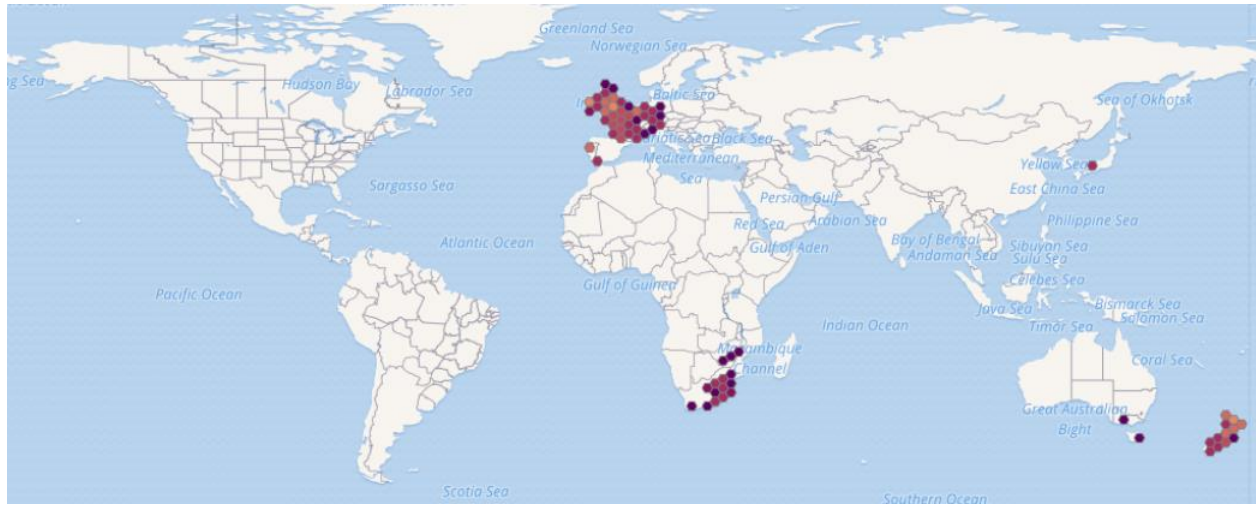 Greenland Sea
Norwegian Sea
ng Sea
Hudson Bay
Labrador Sea
Baltic Sea
Sea of Okhotsk
Black Sea
Mediterranean
Sea
Yellow Sea
East China Sea
Sargasso Sea
Persian Gulf
Red Sea
Arabian Sea
Philippine Sea
Atlantic Ocean
Gulf of Aden
Bay of Bengal
Andaman Sea
Sibuyan Sea
Sulu Sea
Celebes Sea
Gulf of Guinea
Pacific Ocean
Java Sea
Bismarck Sea
Solomon Sea
Indian Ocean
Timor Sea
Mozambique
Channel
Coral Sea
Great Australian
Bight
Scotia Sea
Southern Ocean